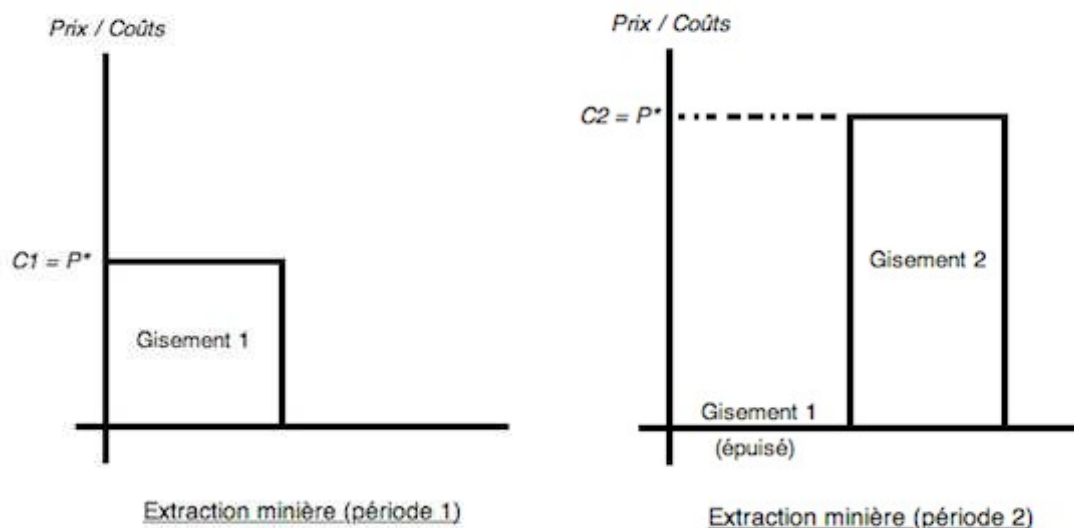 Prix / Coûts
C1 = P*
Gisement 1
Extraction minière (période 1)
Prix / Coûts
C2 = P*
Gisement 2
Gisement 1
(épuisé)
Extraction minière (période 2)